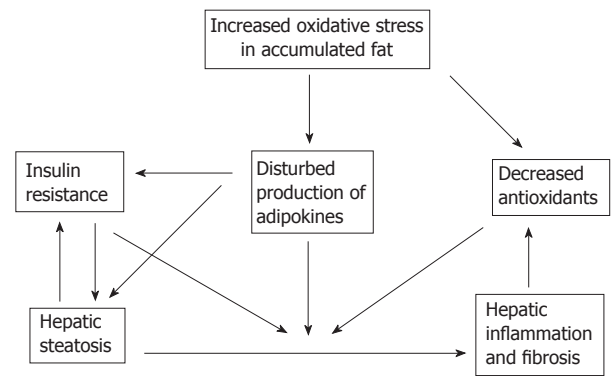 Increased oxidative stress
in accumulated fat
Insulin
resistance
Disturbed
production of
adipokines
Decreased
antioxidants
Hepatic
steatosis
Hepatic
inflammation
and fibrosis